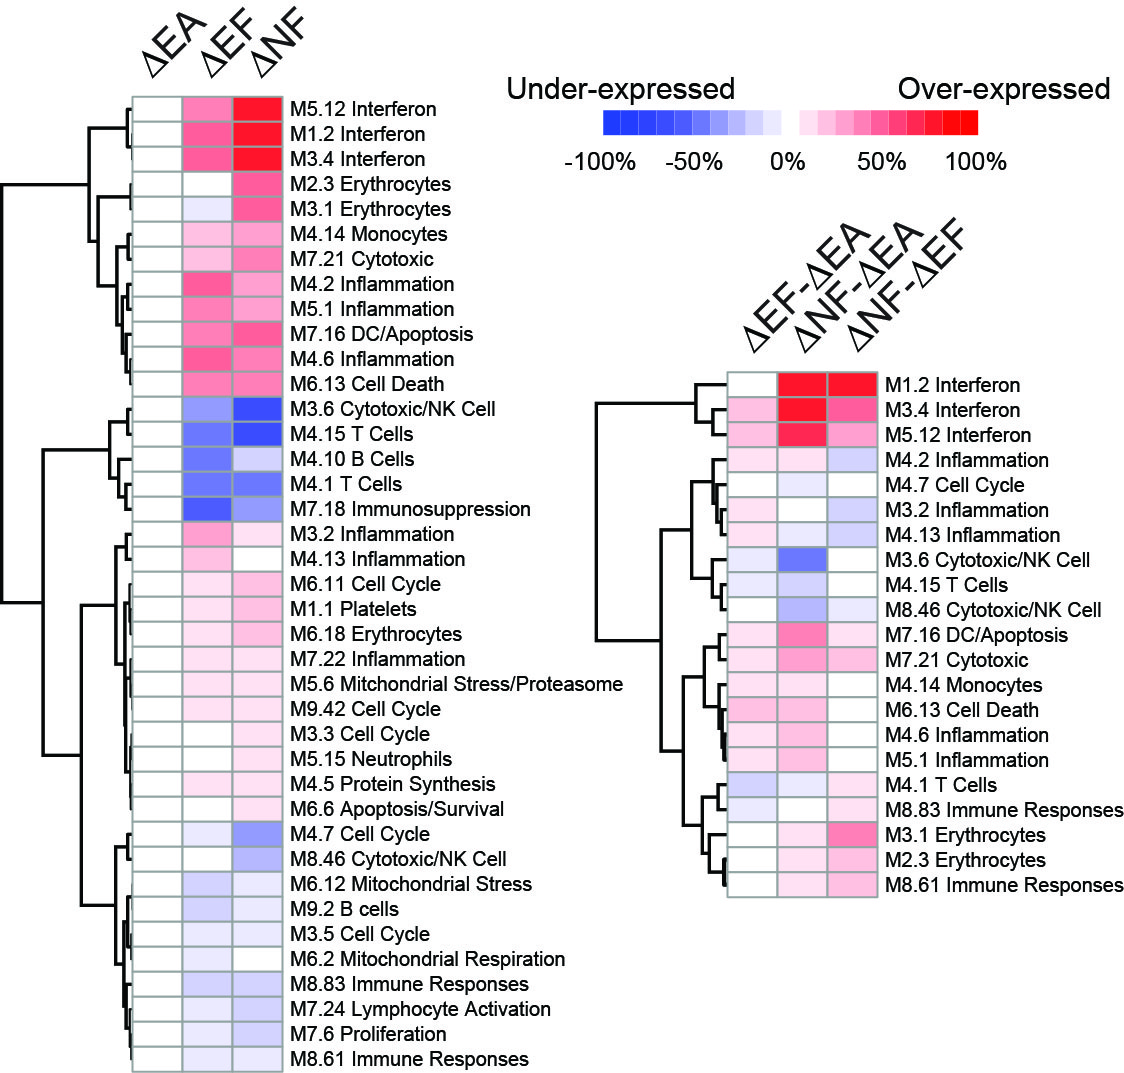 ΔEA ΔEF ΔNF
M5.12 Interferon
M1.2 Interferon
M3.4 Interferon
M2.3 Erythrocytes
M3.1 Erythrocytes
M4.14 Monocytes
M7.21 Cytotoxic
M4.2 Inflammation
M5.1 Inflammation
M7.16 DC/Apoptosis
M4.6 Inflammation
M6.13 Cell Death
M3.6 Cytotoxic/NK Cell
M4.15 T Cells
M4.10 B Cells
M4.1 T Cells
M7.18 Immunosuppression
M3.2 Inflammation
M4.13 Inflammation
M6.11 Cell Cycle
M1.1 Platelets
M6.18 Erythrocytes
M7.22 Inflammation
M5.6 Mitchondrial Stress/Proteasome
M9.42 Cell Cycle
M3.3 Cell Cycle
M5.15 Neutrophils
M4.5 Protein Synthesis
M6.6 Apoptosis/Survival
M4.7 Cell Cycle
M8.46 Cytotoxic/NK Cell
M6.12 Mitochondrial Stress
M9.2 B cells
M3.5 Cell Cycle
M6.2 Mitochondrial Respiration
M8.83 Immune Responses
M7.24 Lymphocyte Activation
M7.6 Proliferation
M8.61 Immune Responses
Under-expressed Over-expressed
-100% -50% 0% 50% 100%
ΔEF-ΔEA ΔNF-ΔEA ΔNF-ΔEF
M1.2 Interferon
M3.4 Interferon
M5.12 Interferon
M4.2 Inflammation
M4.7 Cell Cycle
M3.2 Inflammation
M4.13 Inflammation
M3.6 Cytotoxic/NK Cell
M4.15 T Cells
M8.46 Cytotoxic/NK Cell
M7.16 DC/Apoptosis
M7.21 Cytotoxic
M4.14 Monocytes
M6.13 Cell Death
M4.6 Inflammation
M5.1 Inflammation
M4.1 T Cells
M8.83 Immune Responses
M3.1 Erythrocytes
M2.3 Erythrocytes
M8.61 Immune Responses